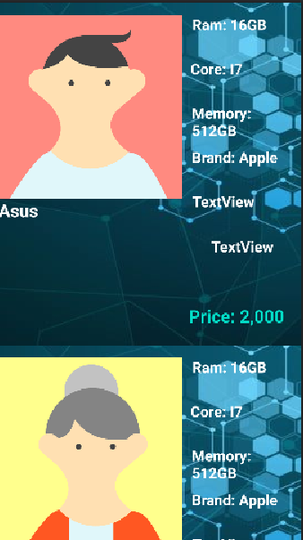 Ram: 16GB
Core: I7
Memory:
512GB
Brand: Apple
TextView
Asus
TextView
Price: 2,000
Ram: 16GB
Core: I7
Memory:
512GB
Brand: Apple